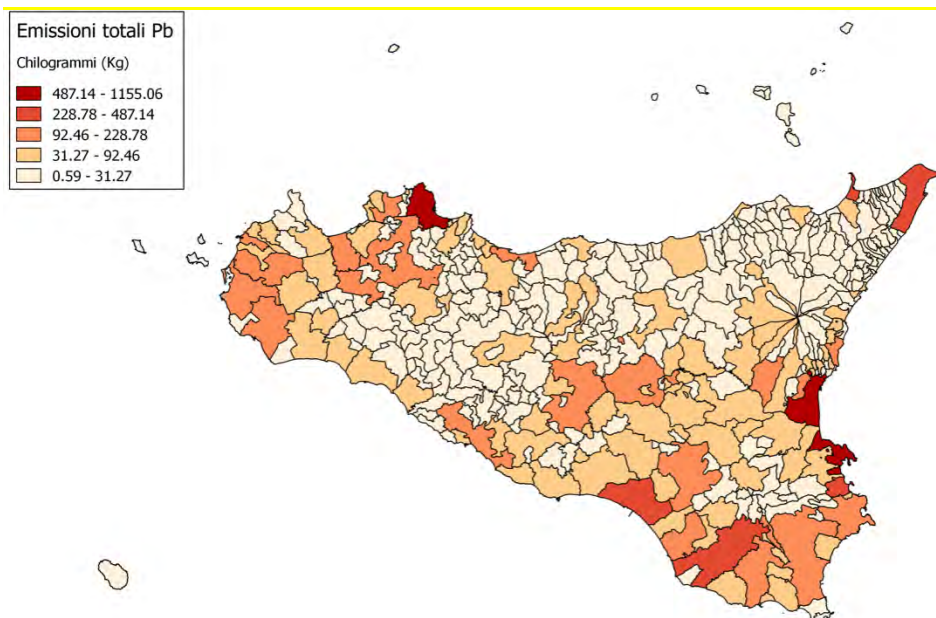 Emissioni totali Pb
Chilogrammi (Kg)
487.14 - 1155.06
228.78 - 487.14
92.46 - 228.78
31.27 - 92.46
0.59 - 31.27